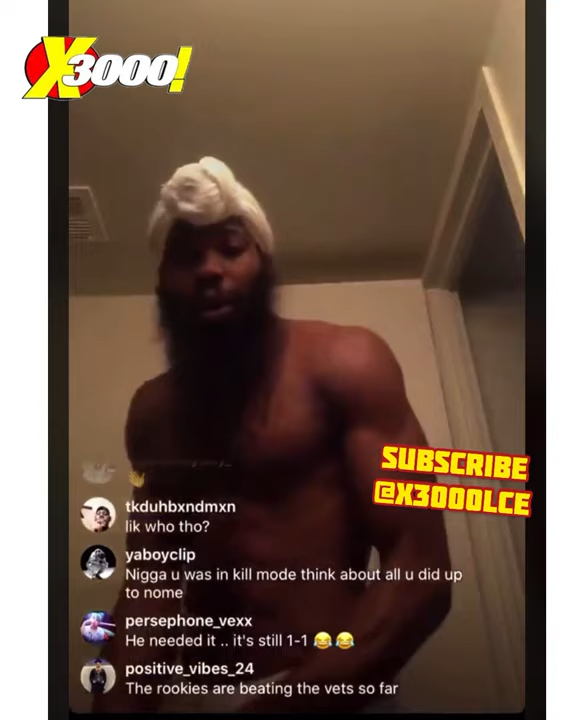 X3000!
SUBSCRIBE
@X3000LCE
tkduhbxndmxn
lik who tho?
yaboyclip
Nigga u was in kill mode think about all u did up
to nome
persephone_vexx
He needed it .. it's still 1-1 😂😂
positive_vibes_24
The rookies are beating the vets so far